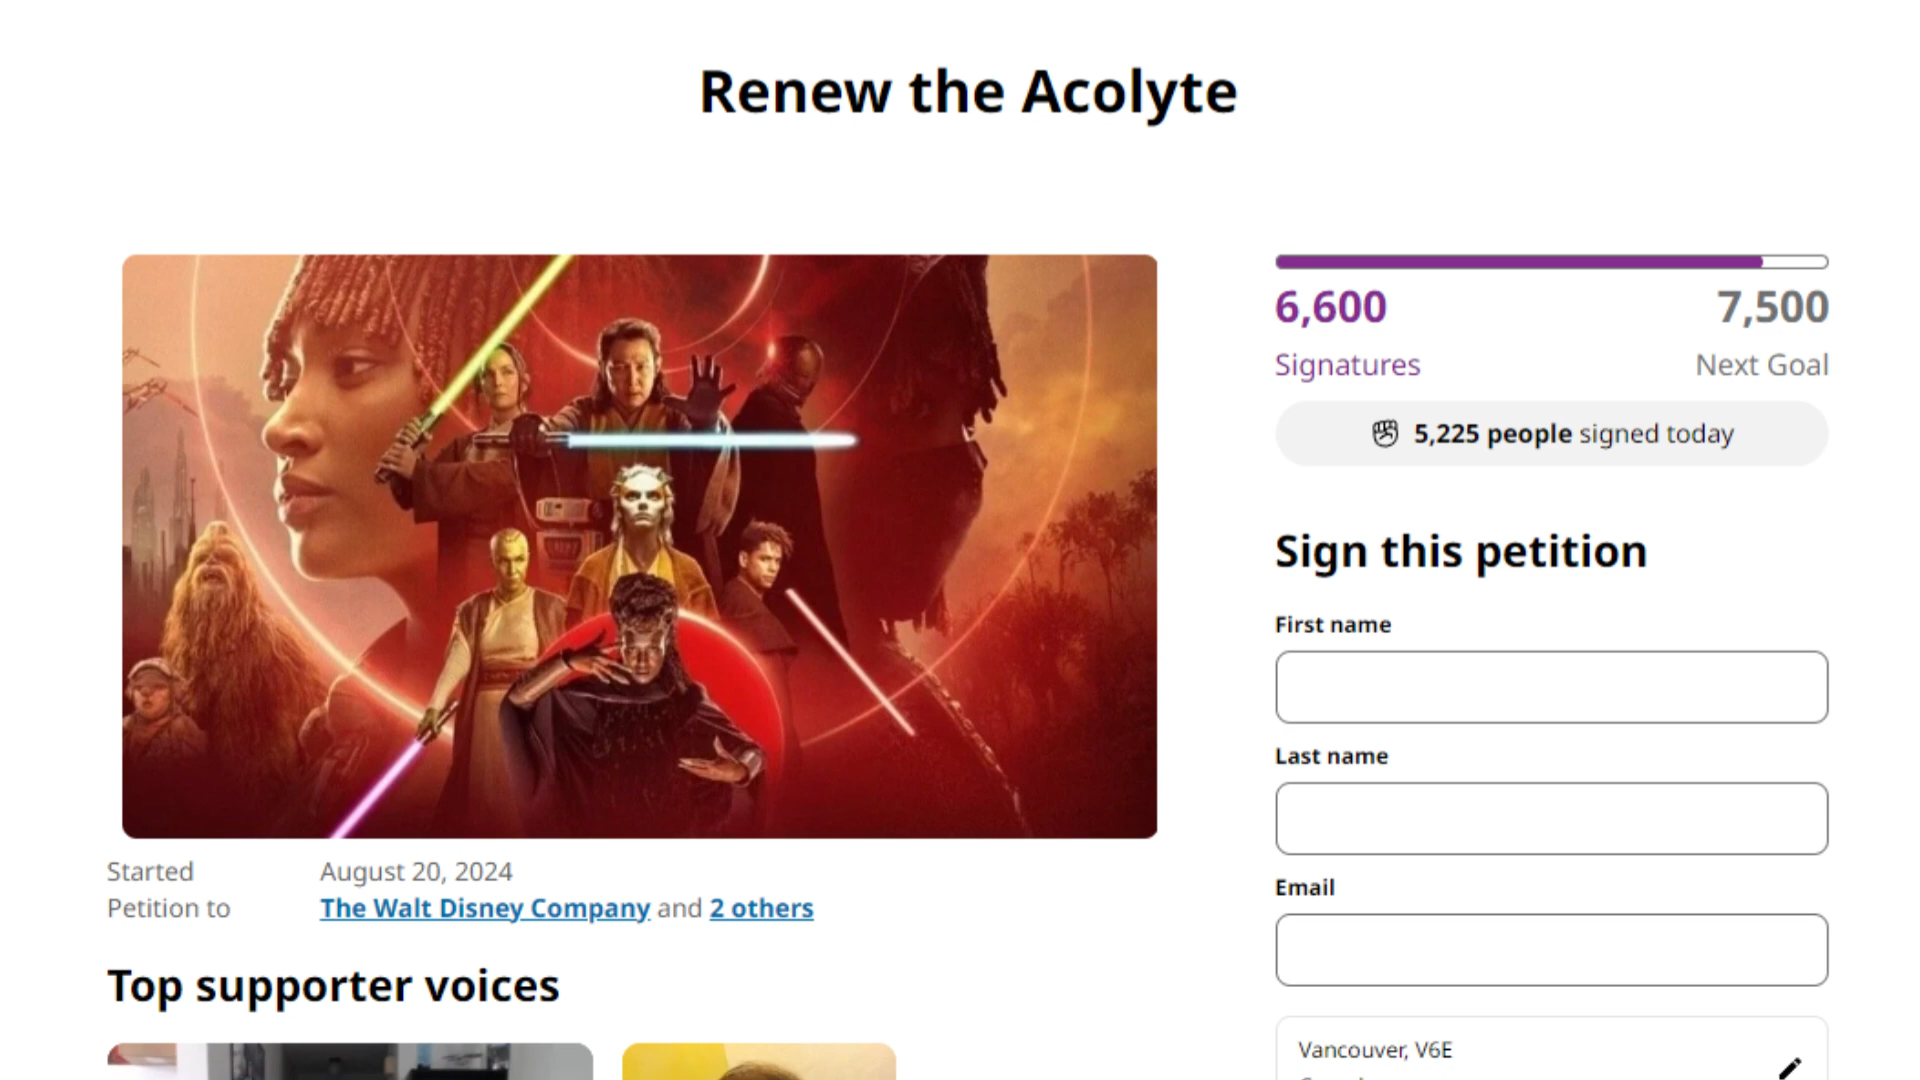 Renew the Acolyte
6,600
7,500
Signatures
Next Goal
5,225 people signed today
Sign this petition
First name
Last name
Email
Vancouver, V6E
Started August 20, 2024
Petition to The Walt Disney Company and 2 others
Top supporter voices